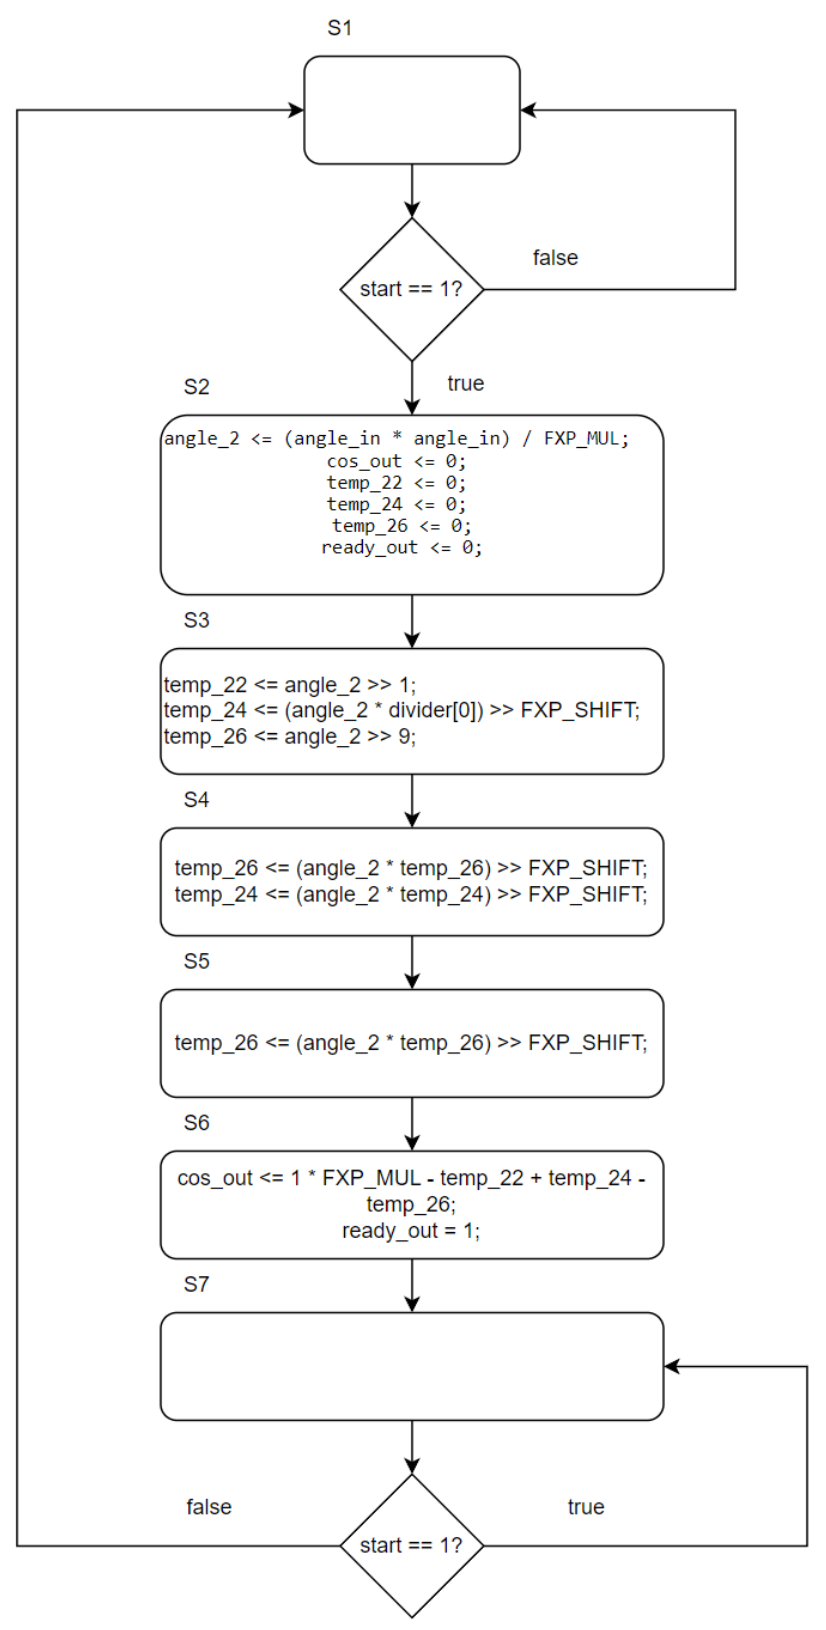 S1
start == 1?
false
true
S2
angle_2 <= (angle_in * angle_in) / FXP_MUL;
cos_out <= 0;
temp_22 <= 0;
temp_24 <= 0;
temp_26 <= 0;
ready_out <= 0;
S3
temp_22 <= angle_2 >> 1;
temp_24 <= (angle_2 * divider[0]) >> FXP_SHIFT;
temp_26 <= angle_2 >> 9;
S4
temp_26 <= (angle_2 * temp_26) >> FXP_SHIFT;
temp_24 <= (angle_2 * temp_24) >> FXP_SHIFT;
S5
temp_26 <= (angle_2 * temp_26) >> FXP_SHIFT;
S6
cos_out <= 1 * FXP_MUL - temp_22 + temp_24 -
temp_26;
ready_out = 1;
S7
false
true
start == 1?